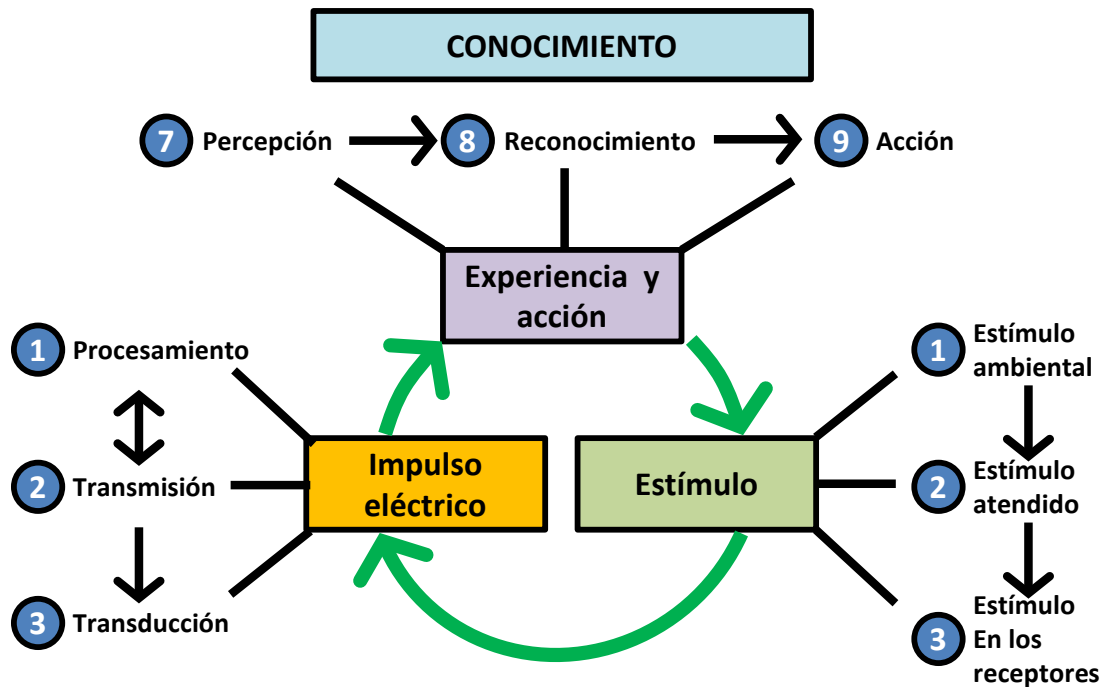 CONOCIMIENTO
7 Percepción
8 Reconocimiento
9 Acción
Experiencia y
acción
1 Procesamiento
2 Transmisión
3 Transducción
Impulso
eléctrico
Estímulo
1 Estímulo
ambiental
2 Estímulo
atendido
3 Estímulo
En los
receptores